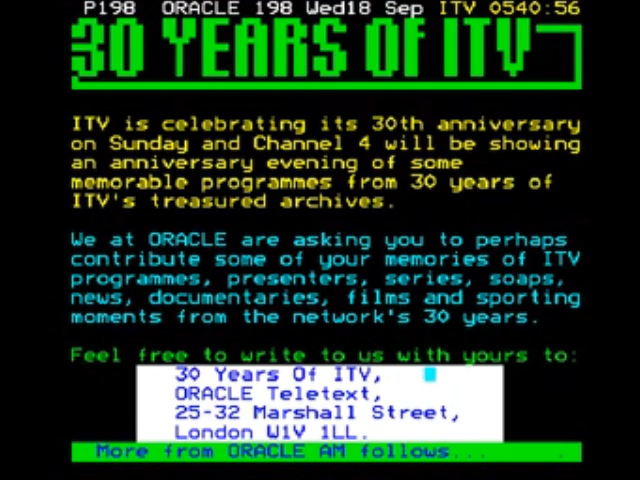 P198 ORACLE 198 Wed18 Sep ITV 0540:56
30 YEARS OF ITV
ITV is celebrating its 30th anniversary
on Sunday and Channel 4 will be showing
an anniversary evening of some
memorable programmes from 30 years of
ITV's treasured archives.
We at ORACLE are asking you to perhaps
contribute some of your memories of ITV
programmes, presenters, series, soaps,
news, documentaries, films and sporting
moments from the network's 30 years.
Feel free to write to us with yours to:
30 Years Of ITV,
ORACLE Teletext,
25-32 Marshall Street,
London W1V 1LL.
More from ORACLE AM follows...